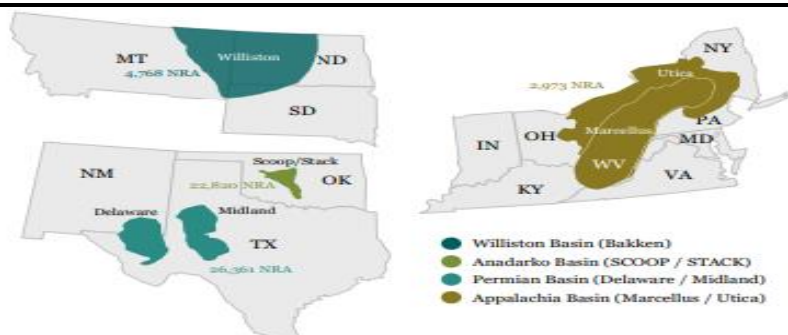 MT
Williston
ND
4,768 NRA
SD
NM
Scoop/Stack
22,820 NRA
OK
Delaware
Midland
TX
26,361 NRA
NY
Utica
2,973 NRA
PA
OH
Marcellus
MD
IN
WV
VA
KY
Williston Basin (Bakken)
Anadarko Basin (SCOOP / STACK)
Permian Basin (Delaware / Midland)
Appalachia Basin (Marcellus / Utica)